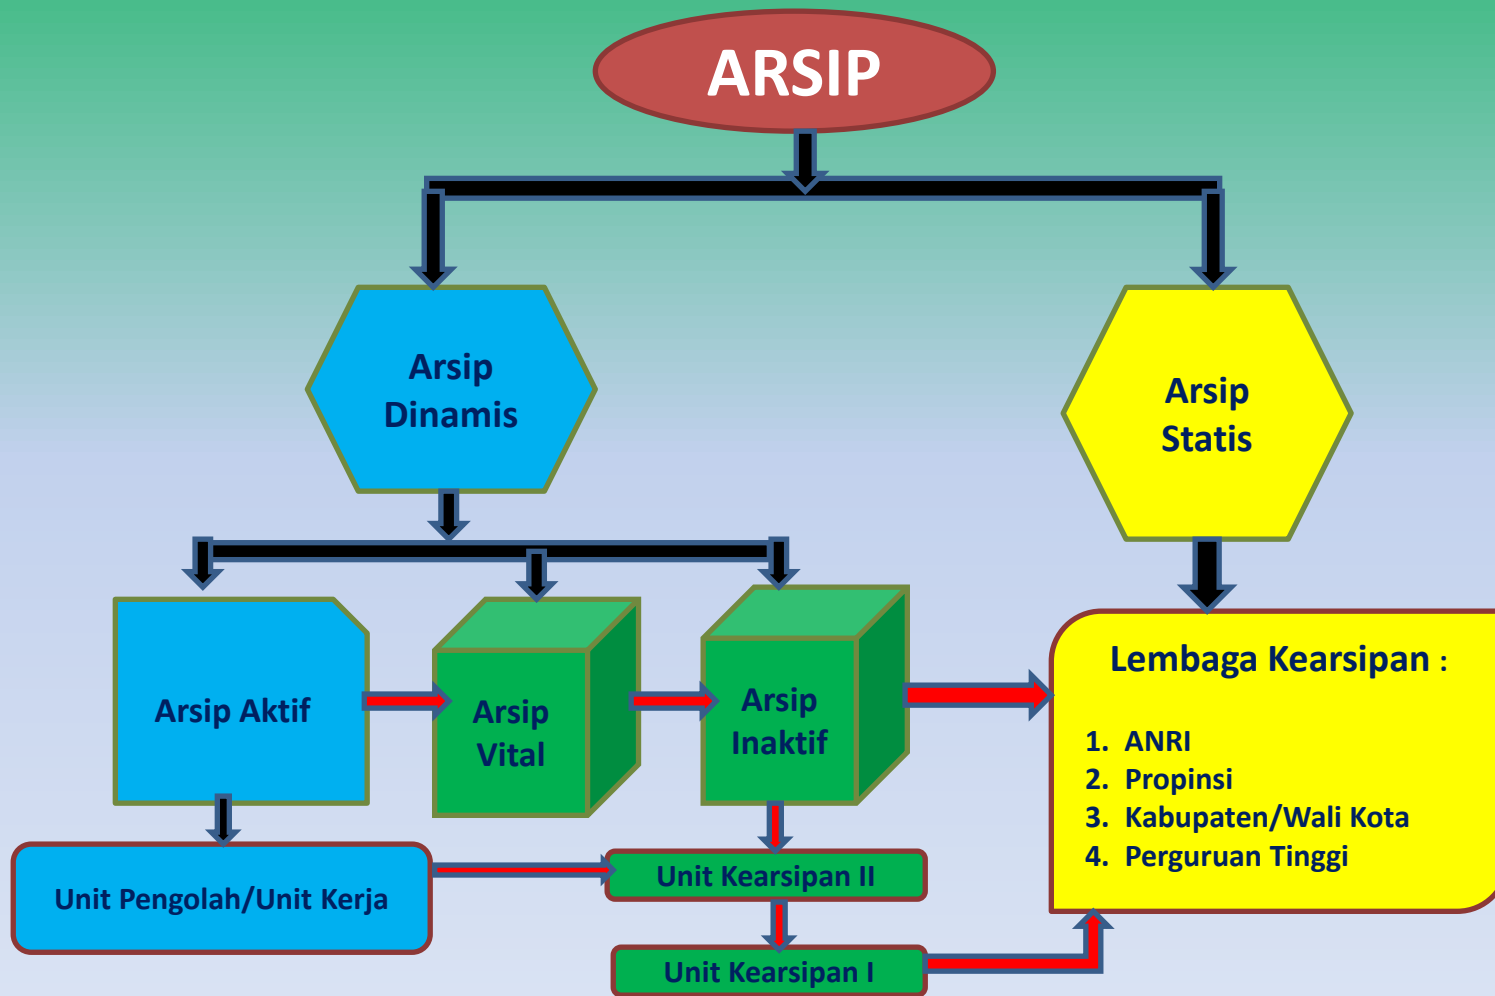 ARSIP
Arsip
Dinamis
Arsip
Statis
Arsip Aktif
Arsip
Vital
Arsip
Inaktif
Lembaga Kearsipan :
1. ANRI
2. Propinsi
3. Kabupaten/Wali Kota
4. Perguruan Tinggi
Unit Pengolah/Unit Kerja
Unit Kearsipan II
Unit Kearsipan I